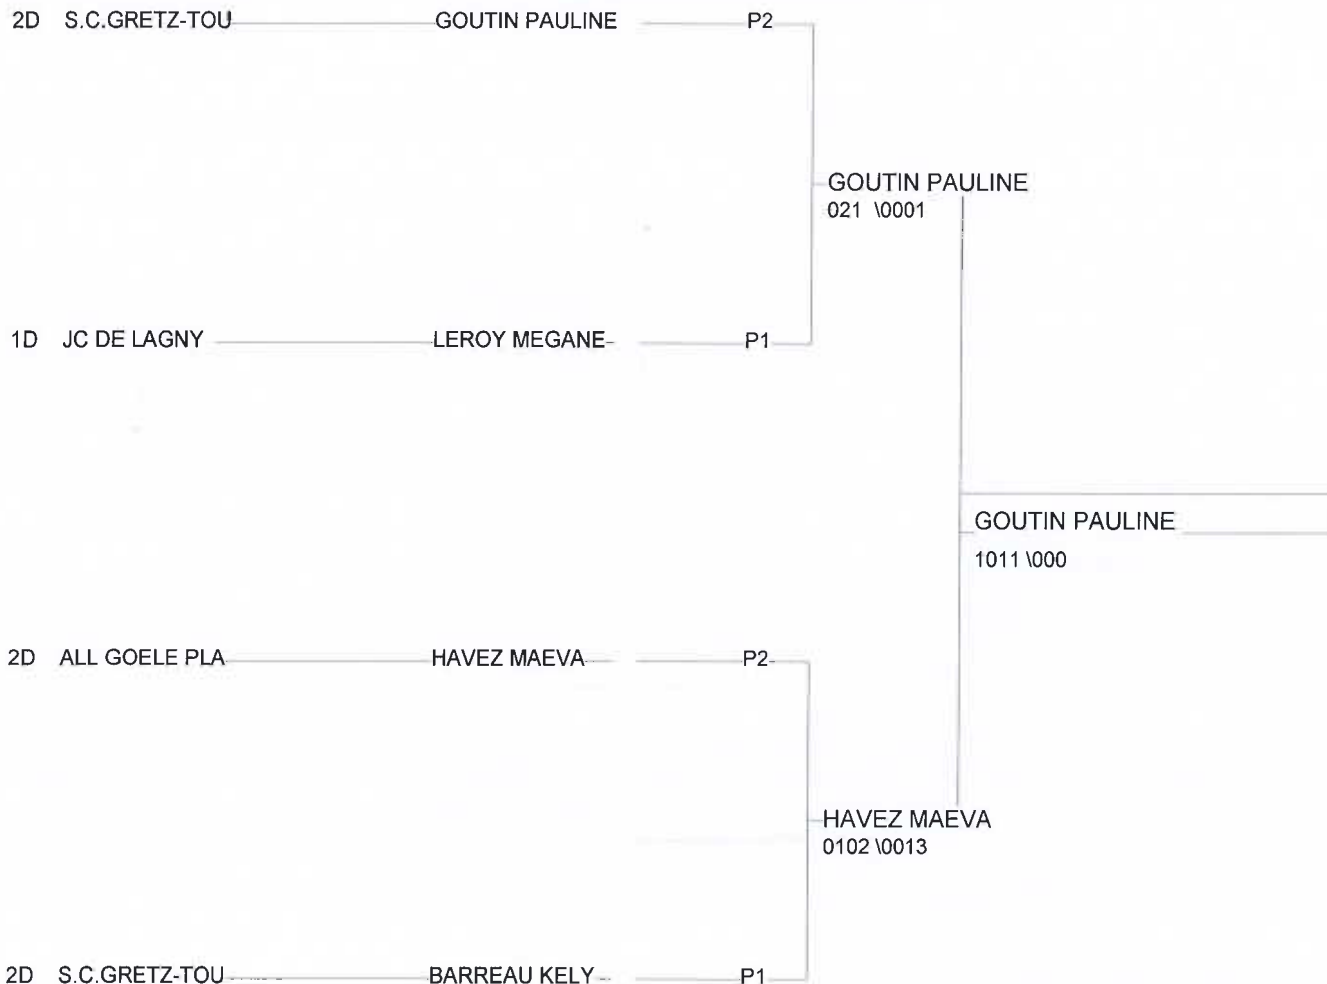 2D S.C.GRETZ-TOU GOUTIN PAULINE P2
GOUTIN PAULINE
021 \0001
1D JC DE LAGNY LEROY MEGANE P1
GOUTIN PAULINE
1011 \000
2D ALL GOELE PLA HAVEZ MAEVA P2
HAVEZ MAEVA
0102 \0013
2D S.C.GRETZ-TOU BARREAU KELY P1